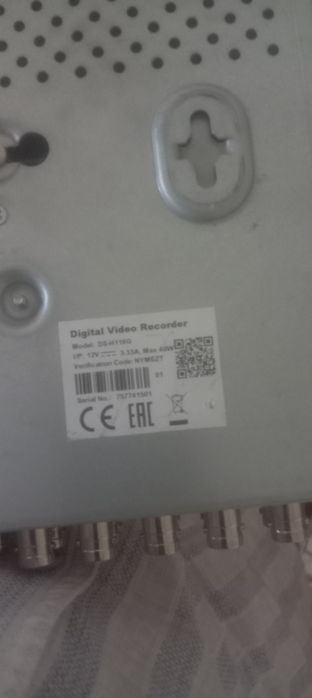 Digital Video Recorder
Model: DS-H116G
I/P: 12V⎓ 3.33A, Max 40W
Verification Code: NYMSZT
01
Serial No.: 757741501
CE EAC